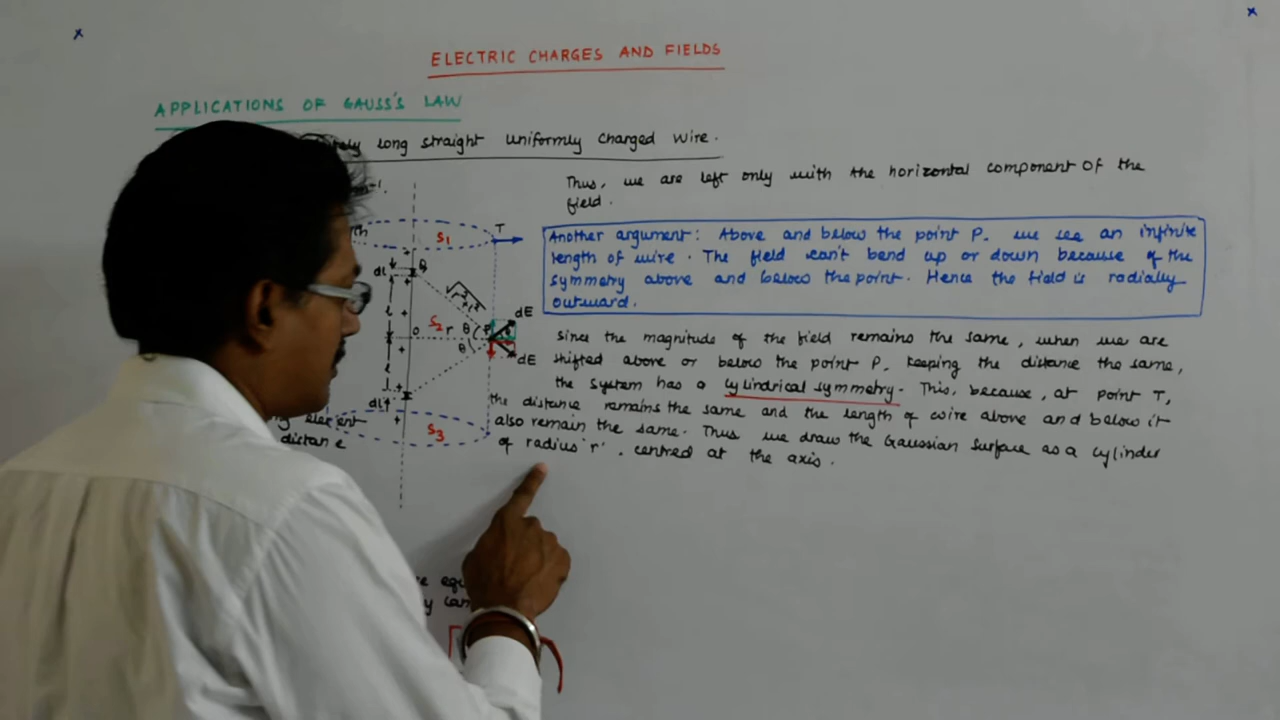 ELECTRIC CHARGES AND FIELDS
APPLICATIONS OF GAUSS'S LAW
long straight uniformly charged wire.
Thus, we are left only with the horizontal component of the
field.
S1
T
Another argument: Above and below the point P. we see an infinite
length of wire. The field can't bend up or down because of the
symmetry above and below the point. Hence the field is radially
outward.
dl
Q
dE
l
S2
O
r
θ
P
θ
dE
l
dl
S3
Since the magnitude of the field remains the same, when we are
shifted above or below the point P, keeping the distance the same,
the system has a cylindrical symmetry. This, because, at point T,
the distance remains the same and the length of wire above and below it
also remain the same. Thus we draw the Gaussian surface as a cylinder
of radius 'r', centred at the axis.